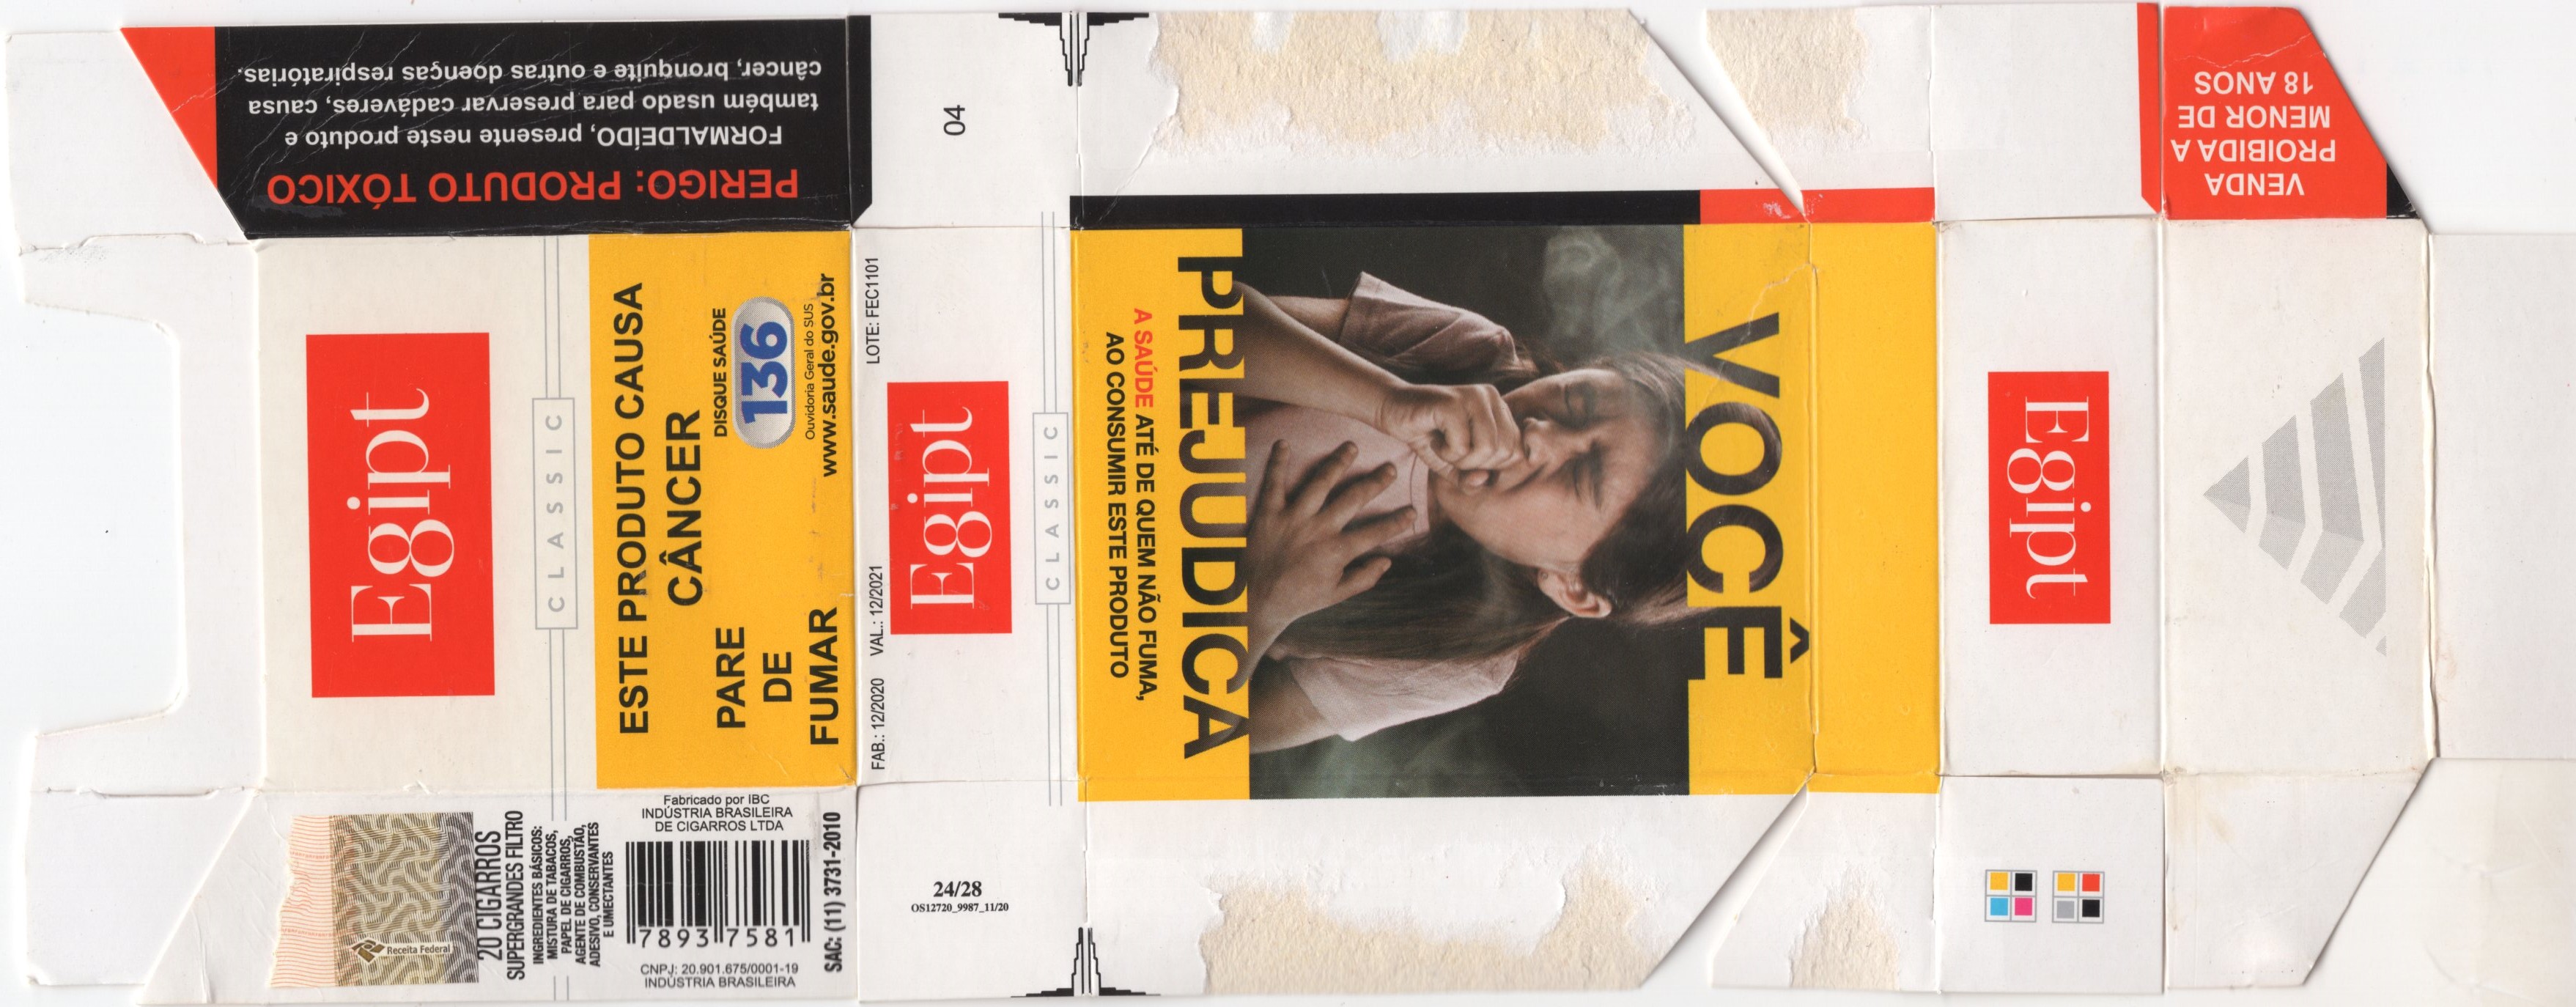 PERIGO: PRODUTO TÓXICO
FORMALDEÍDO, presente neste produto e
também usado para preservar cadáveres, causa
câncer, bronquite e outras doenças respiratórias.
Egipt
CLASSIC
ESTE PRODUTO CAUSA
CÂNCER
PARE
DE
FUMAR
DISQUE SAÚDE
136
Ouvidoria Geral do SUS
www.saude.gov.br
Receita Federal
20 CIGARROS
SUPERGRANDES FILTRO
INGREDIENTES BÁSICOS:
MISTURA DE TABACOS,
PAPEL DE CIGARROS,
AGENTE DE COMBUSTÃO,
ADESIVO, CONSERVANTES
E UMECTANTES
Fabricado por IBC
INDÚSTRIA BRASILEIRA
DE CIGARROS LTDA
7893 7581
CNPJ: 20.901.675/0001-19
INDÚSTRIA BRASILEIRA
SAC: (11) 3731-2010
04
FAB.: 12/2020 VAL.: 12/2021 LOTE: FEC1101
Egipt
CLASSIC
24/28
OS12720_9987_11/20
VOCÊ
PREJUDICA
A SAÚDE ATÉ DE QUEM NÃO FUMA,
AO CONSUMIR ESTE PRODUTO
Egipt
VENDA
PROIBIDA A
MENOR DE
18 ANOS